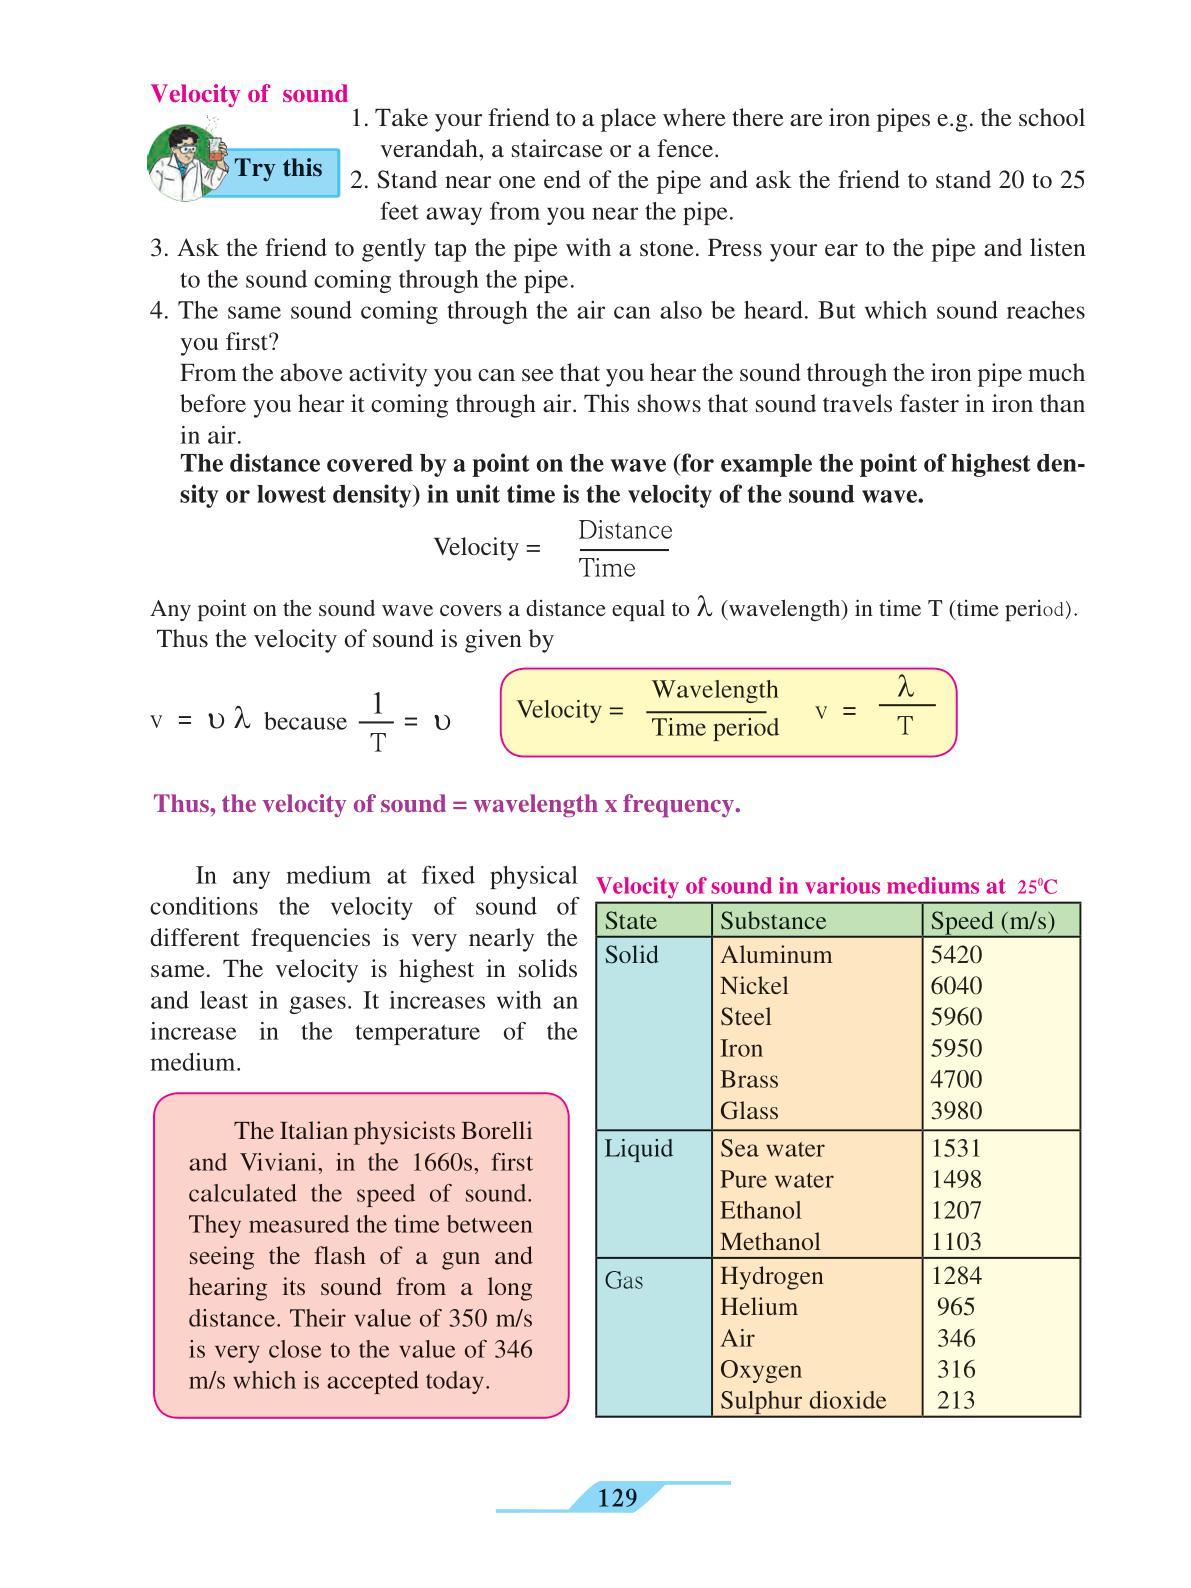 Velocity of sound
Try this
1. Take your friend to a place where there are iron pipes e.g. the school
verandah, a staircase or a fence.
2. Stand near one end of the pipe and ask the friend to stand 20 to 25
feet away from you near the pipe.
3. Ask the friend to gently tap the pipe with a stone. Press your ear to the pipe and listen
to the sound coming through the pipe.
4. The same sound coming through the air can also be heard. But which sound reaches
you first?
From the above activity you can see that you hear the sound through the iron pipe much
before you hear it coming through air. This shows that sound travels faster in iron than
in air.
The distance covered by a point on the wave (for example the point of highest den-
sity or lowest density) in unit time is the velocity of the sound wave.
Velocity = Distance
Time
Any point on the sound wave covers a distance equal to λ (wavelength) in time T (time period).
Thus the velocity of sound is given by
v = υ λ because 1
T = υ
Velocity = Wavelength
Time period
v = λ
T
Thus, the velocity of sound = wavelength x frequency.
In any medium at fixed physical
conditions the velocity of sound of
different frequencies is very nearly the
same. The velocity is highest in solids
and least in gases. It increases with an
increase in the temperature of the
medium.
The Italian physicists Borelli
and Viviani, in the 1660s, first
calculated the speed of sound.
They measured the time between
seeing the flash of a gun and
hearing its sound from a long
distance. Their value of 350 m/s
is very close to the value of 346
m/s which is accepted today.
Velocity of sound in various mediums at 25⁰C
State Substance Speed (m/s)
Solid Aluminum 5420
Nickel 6040
Steel 5960
Iron 5950
Brass 4700
Glass 3980
Liquid Sea water 1531
Pure water 1498
Ethanol 1207
Methanol 1103
Gas Hydrogen 1284
Helium 965
Air 346
Oxygen 316
Sulphur dioxide 213
129